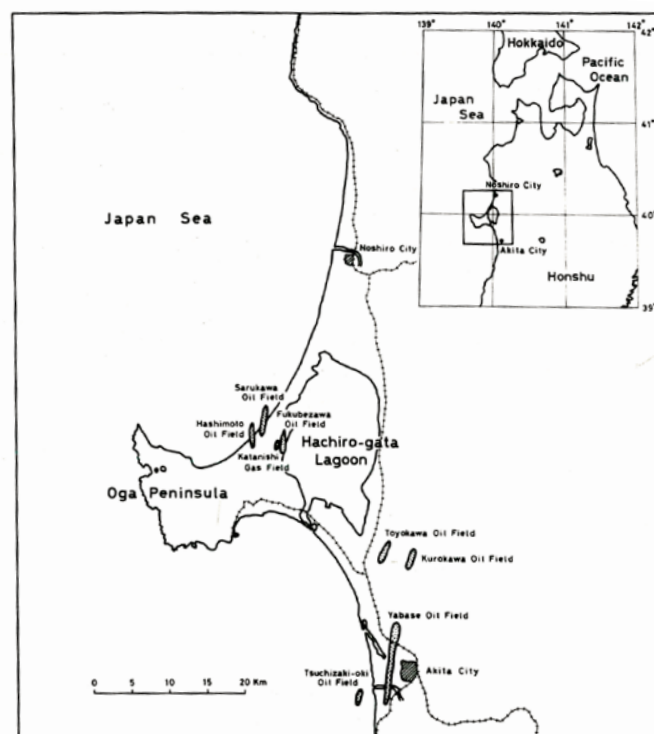 139°
140°
141°
142°
42°
Hokkaido
Pacific
Ocean
Japan
Sea
41°
Noshiro City
40°
Akita City
Honshu
39°
Japan Sea
Noshiro City
Sarukawa
Oil Field
Hashimoto
Oil Field
Fukubezawa
Oil Field
Katanishi
Gas Field
Hachiro-gata
Lagoon
Oga Peninsula
Toyokawa Oil Field
Kurokawa Oil Field
Yabase Oil Field
Tsuchizaki-oki
Oil Field
Akita City
0 10 20 Km